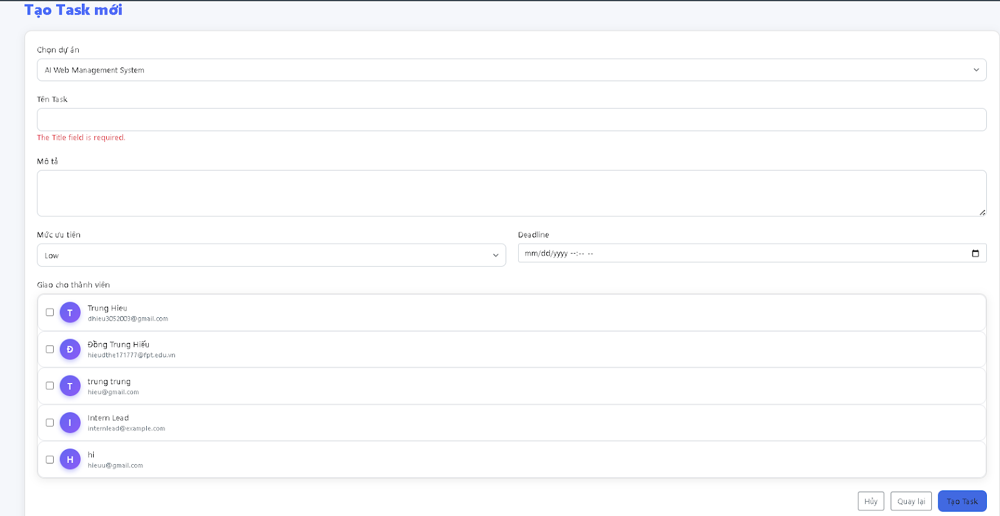 Tạo Task mới
Chọn dự án
AI Web Management System
Tên Task
The Title field is required.
Mô tả
Mức ưu tiên
Deadline
Low
mm/dd/yyyy --:-- --
Giao cho thành viên
T
Trung Hieu
dhieu3052003@gmail.com
Đ
Đồng Trung Hiếu
hieudthe171777@fpt.edu.vn
T
trung trung
hieu@gmail.com
I
Intern Lead
internlead@example.com
H
hi
hieuu@gmail.com
Hủy
Quay lại
Tạo Task